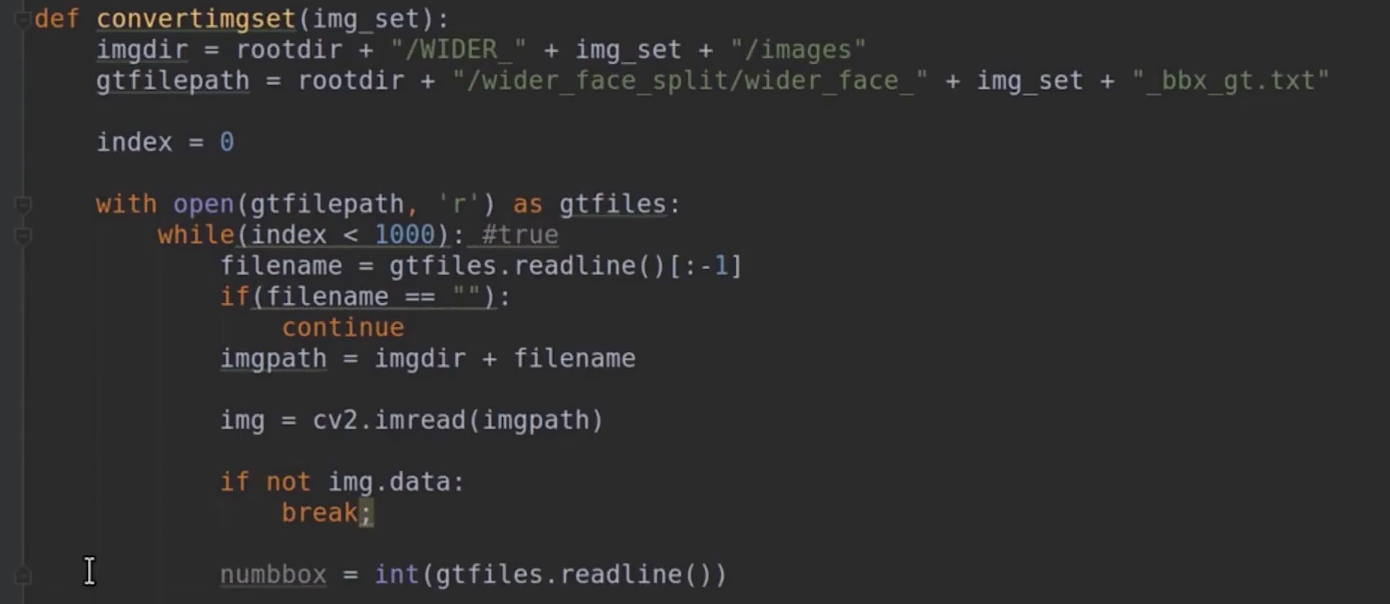 def convertimgset(img_set):
    imgdir = rootdir + "/WIDER_" + img_set + "/images"
    gtfilepath = rootdir + "/wider_face_split/wider_face_" + img_set + "_bbx_gt.txt"
    index = 0
    with open(gtfilepath, 'r') as gtfiles:
        while(index < 1000): #true
            filename = gtfiles.readline()[:-1]
            if(filename == ""):
                continue
            imgpath = imgdir + filename
            img = cv2.imread(imgpath)
            if not img.data:
                break;
            numbbox = int(gtfiles.readline())